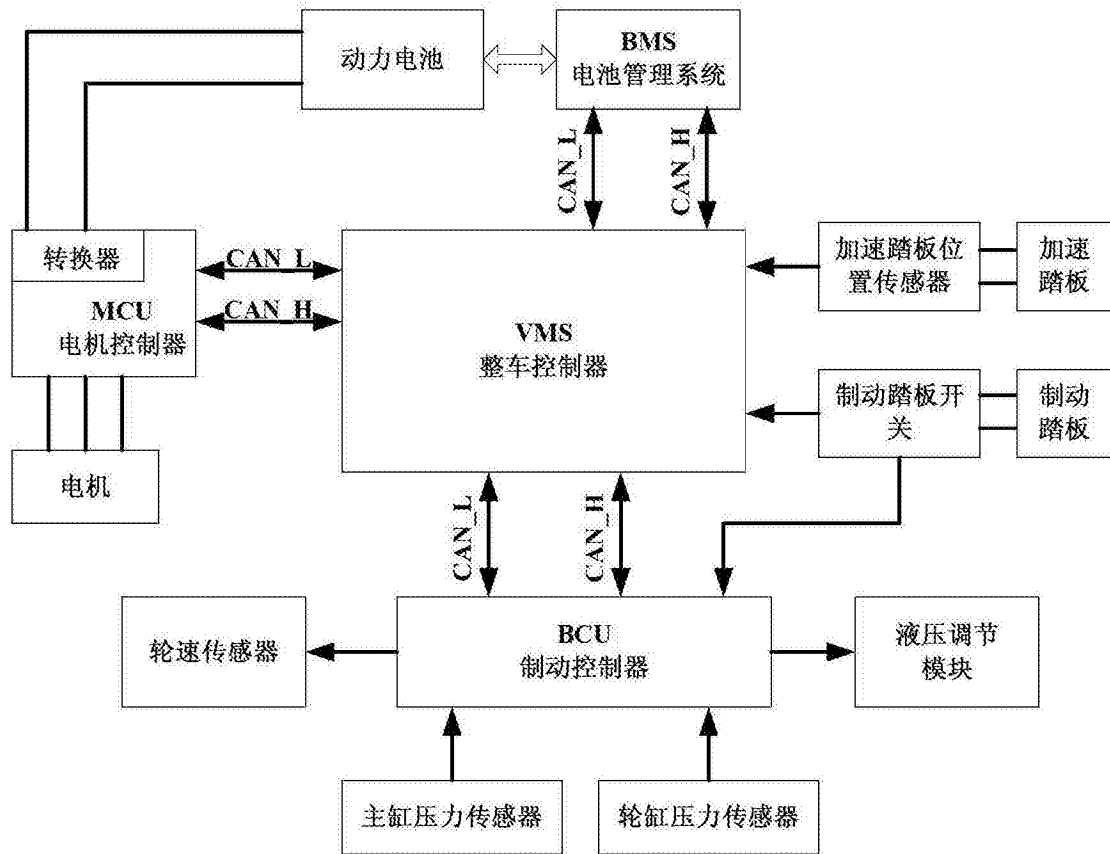 动力电池
BMS
电池管理系统
CAN_L
CAN_H
转换器
MCU
电机控制器
CAN_L
CAN_H
VMS
整车控制器
加速踏板位
置传感器
加速
踏板
制动踏板开
关
制动
踏板
电机
CAN_L
CAN_H
轮速传感器
BCU
制动控制器
液压调节
模块
主缸压力传感器
轮缸压力传感器